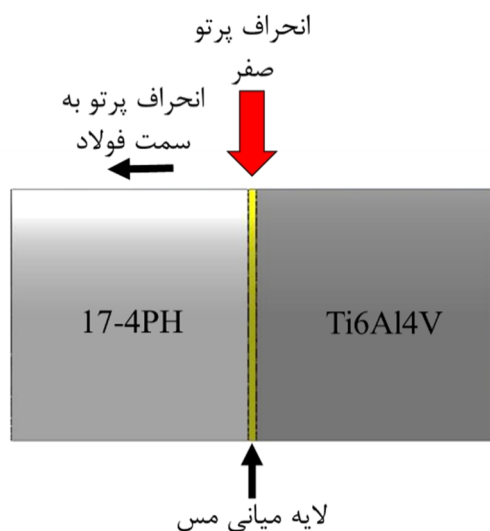 انحراف پرتو
صفر
انحراف پرتو به
سمت فولاد
17-4PH
Ti6Al4V
لایه میانی مس